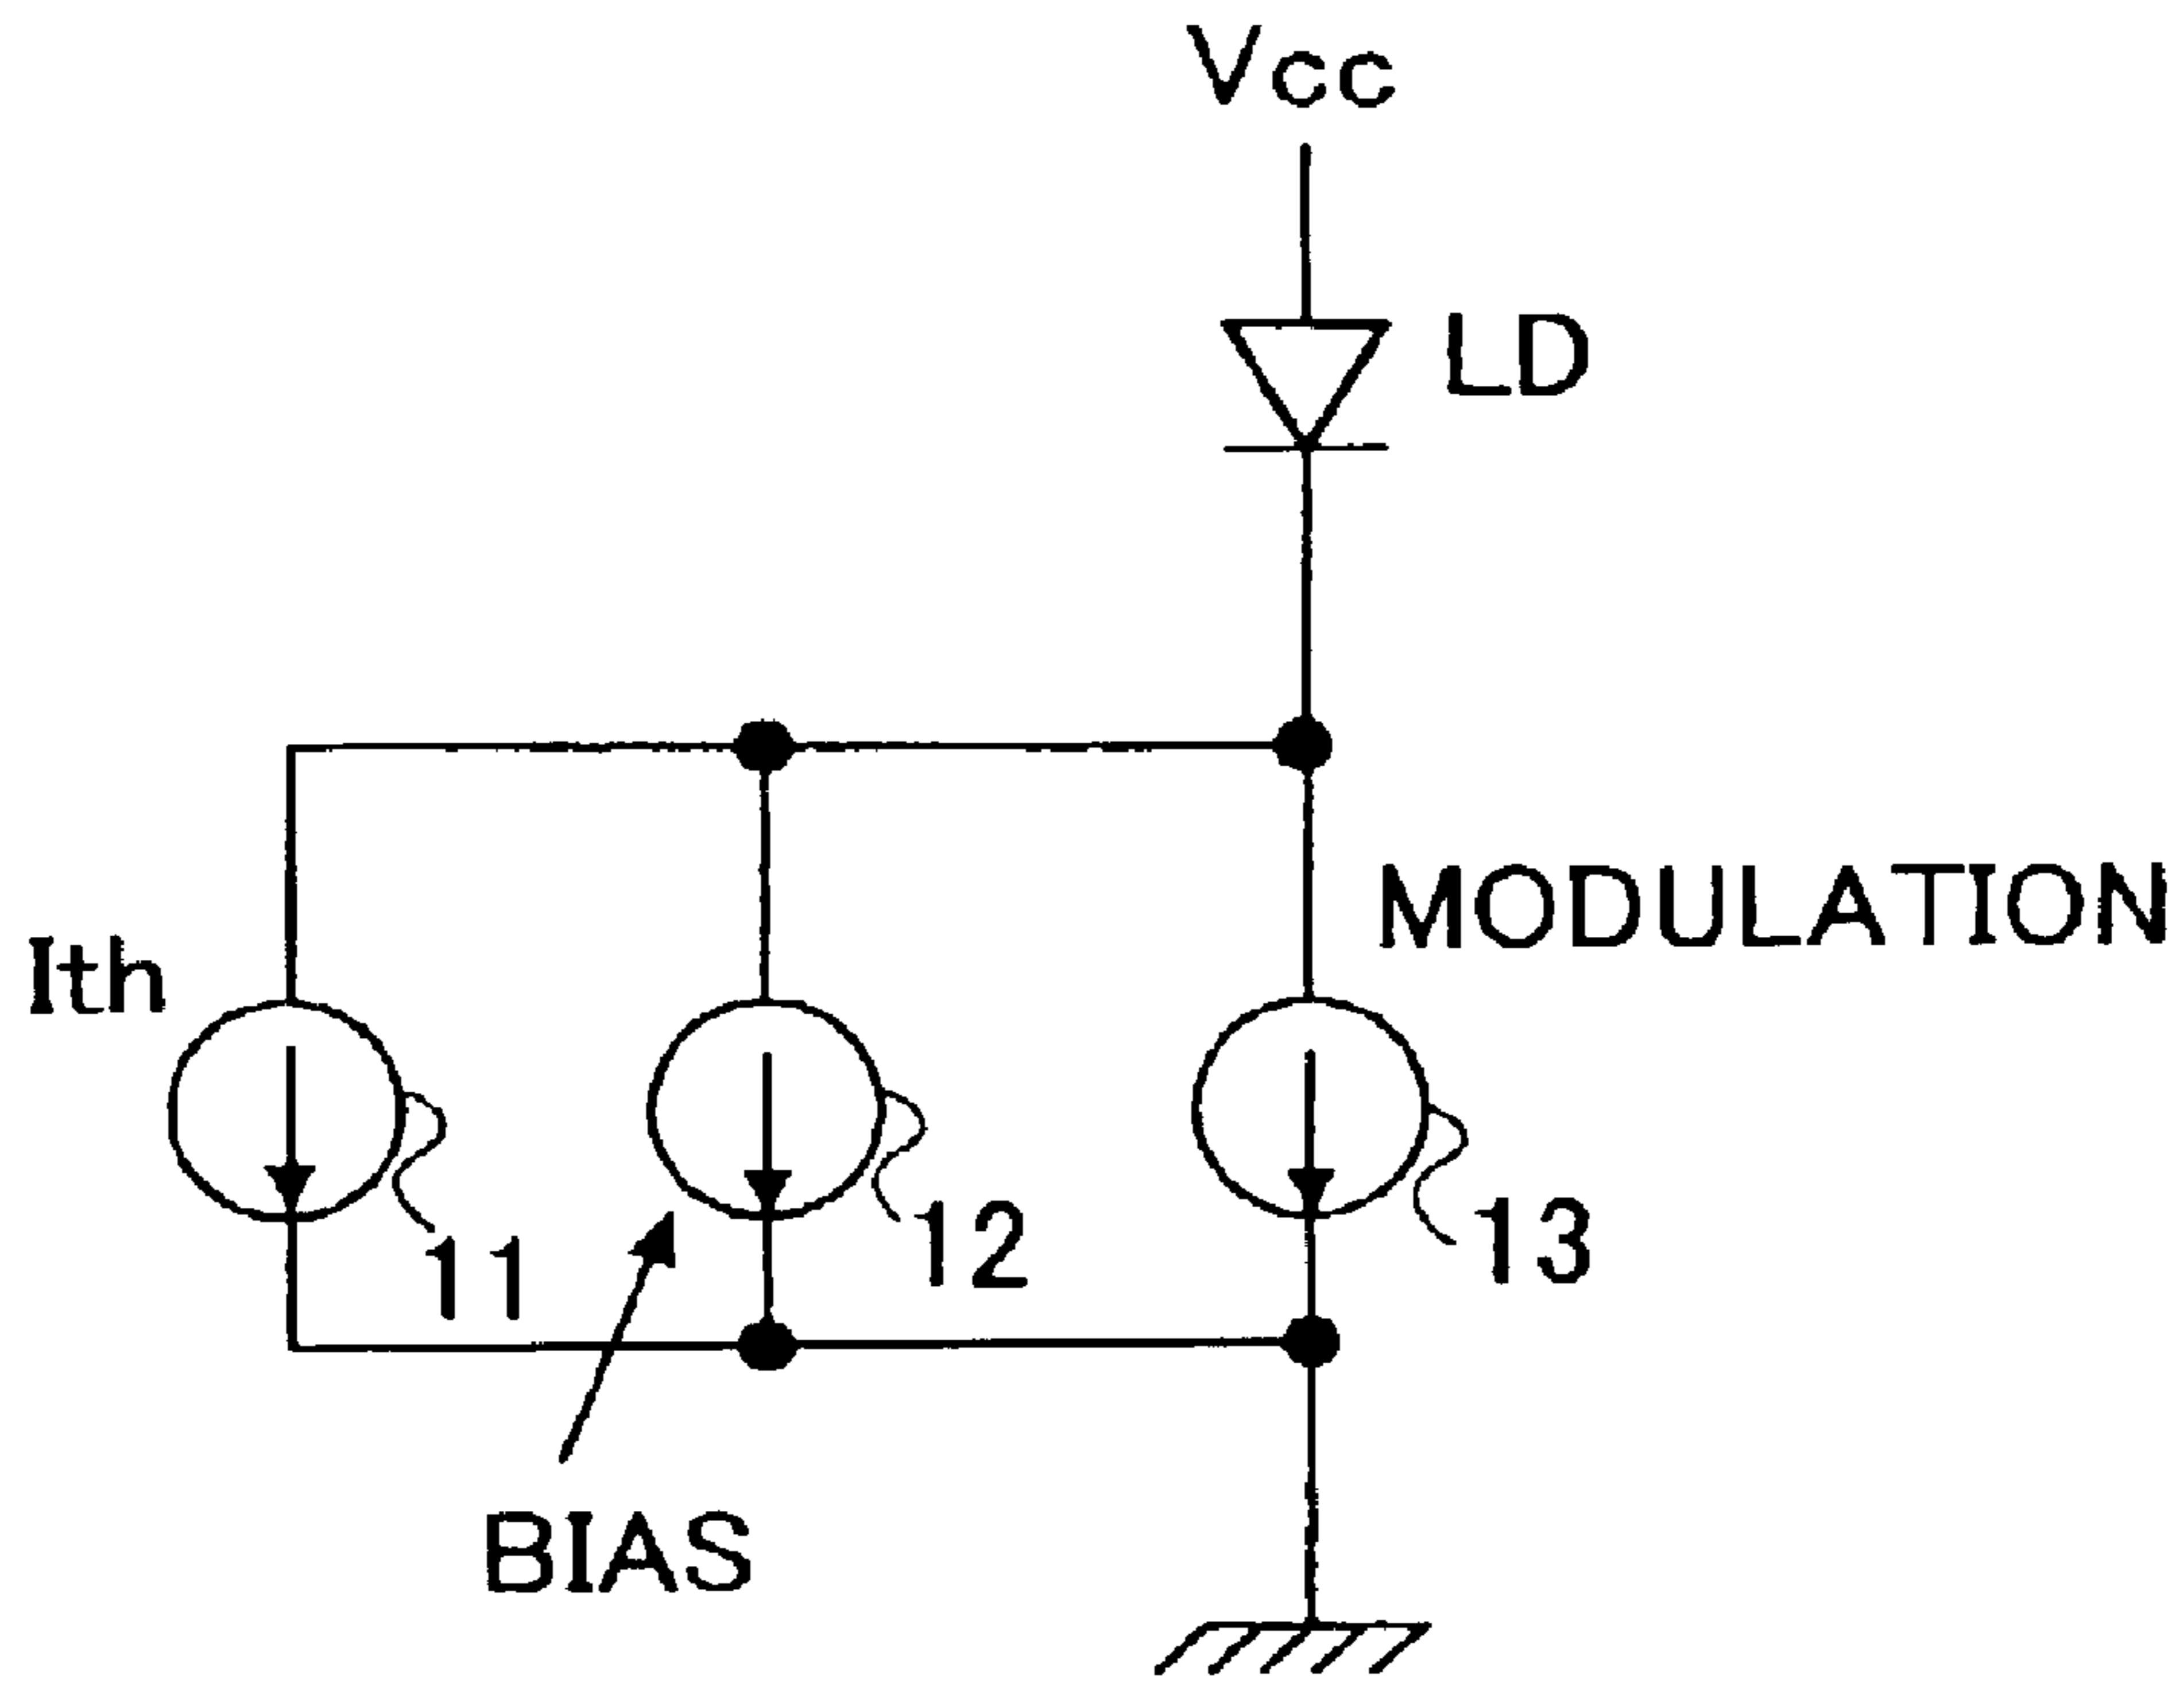 Vcc
LD
MODULATION
Ith
11
12
13
BIAS